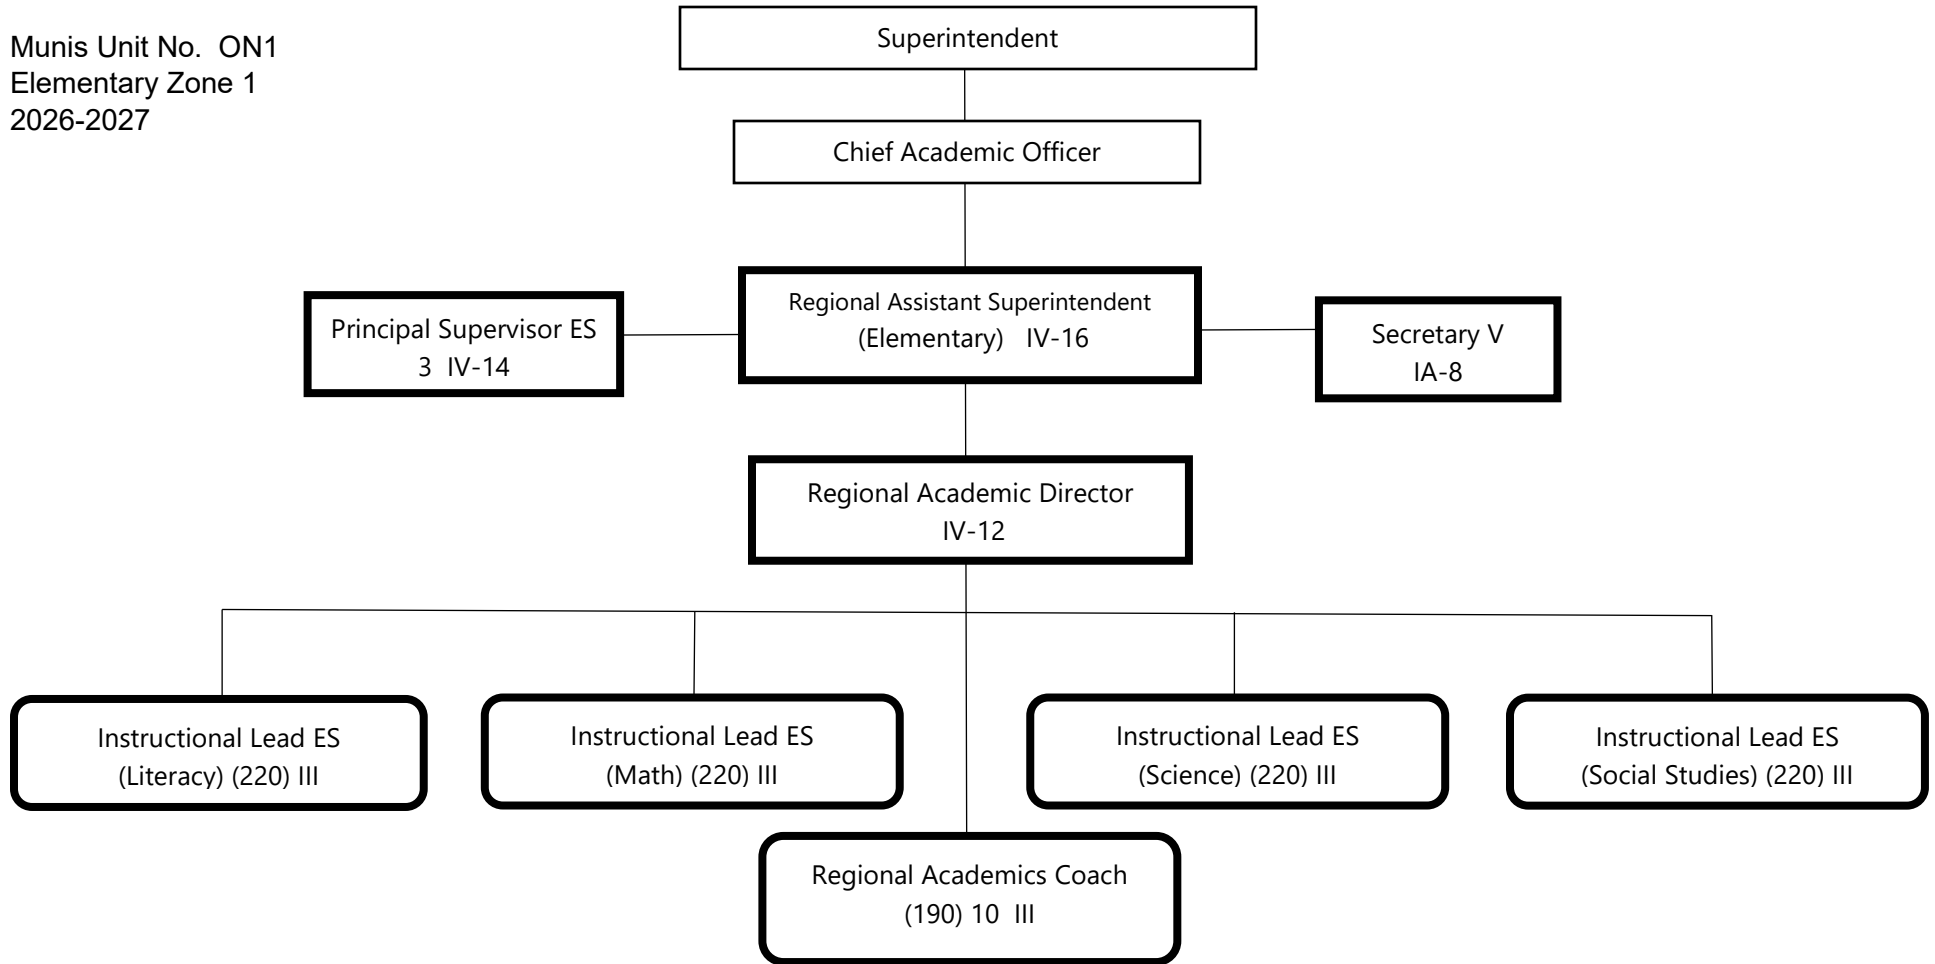 Munis Unit No. ON1
Elementary Zone 1
2026-2027
Superintendent
Chief Academic Officer
Regional Assistant Superintendent
(Elementary) IV-16
Principal Supervisor ES
3 IV-14
Secretary V
IA-8
Regional Academic Director
IV-12
Instructional Lead ES
(Literacy) (220) III
Instructional Lead ES
(Math) (220) III
Instructional Lead ES
(Science) (220) III
Instructional Lead ES
(Social Studies) (220) III
Regional Academics Coach
(190) 10 III